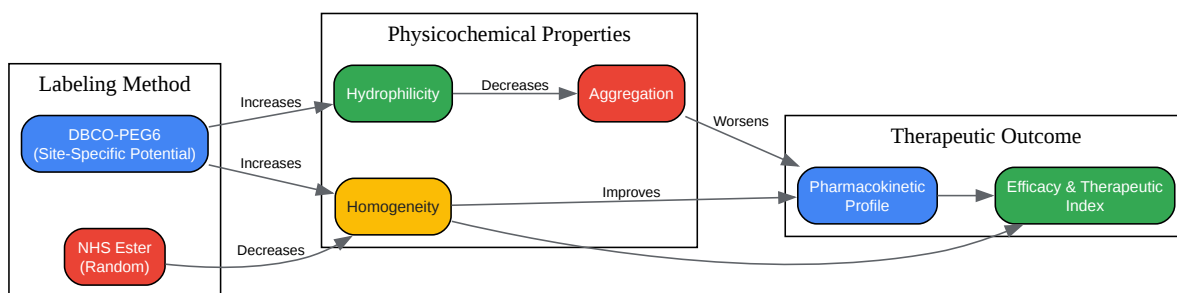 Labeling Method
DBCO-PEG6
(Site-Specific Potential)
NHS Ester
(Random)
Increases
Increases
Decreases
Physicochemical Properties
Hydrophilicity
Decreases
Aggregation
Homogeneity
Worsens
Improves
Therapeutic Outcome
Pharmacokinetic
Profile
Efficacy & Therapeutic
Index